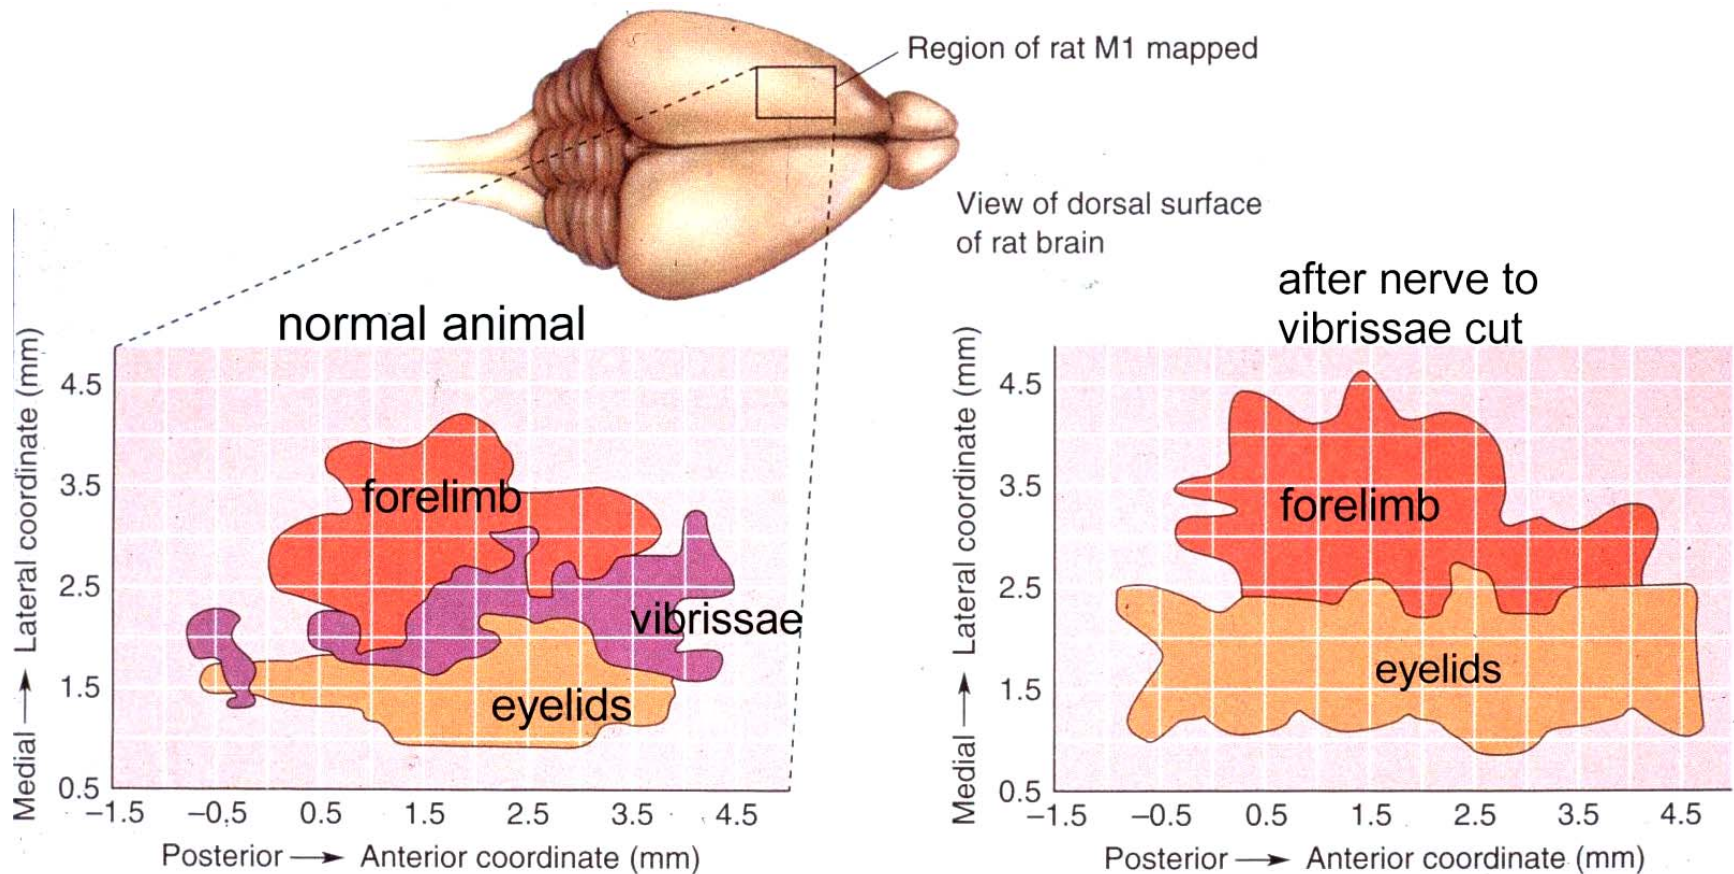 Region of rat M1 mapped
View of dorsal surface
of rat brain
normal animal
Medial → Lateral coordinate (mm)
4.5
3.5
2.5
1.5
0.5
forelimb
vibrissae
eyelids
−1.5 −0.5 0.5 1.5 2.5 3.5 4.5
Posterior → Anterior coordinate (mm)
after nerve to
vibrissae cut
Medial → Lateral coordinate (mm)
4.5
3.5
2.5
1.5
0.5
forelimb
eyelids
−1.5 −0.5 0.5 1.5 2.5 3.5 4.5
Posterior → Anterior coordinate (mm)